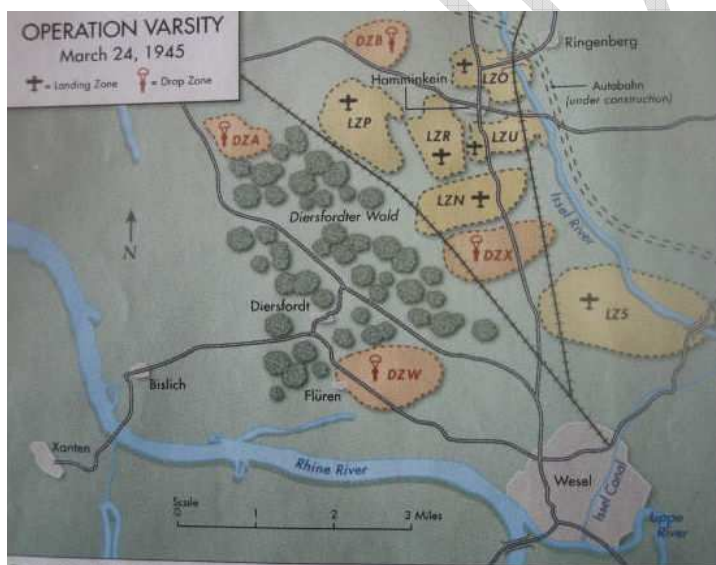 OPERATION VARSITY
March 24, 1945
= Landing Zone = Drop Zone
DZB
Ringenberg
LZO
Hamminkein
Autobahn
(under construction)
LZP
LZR
LZU
DZA
LZN
Diersfordter Wald
Issel River
N
DZX
LZS
Diersfordt
DZW
Bislich
Flüren
Xanten
Rhine River
Wesel
Issel Canal
Lippe
River
Scale
0 1 2 3 Miles